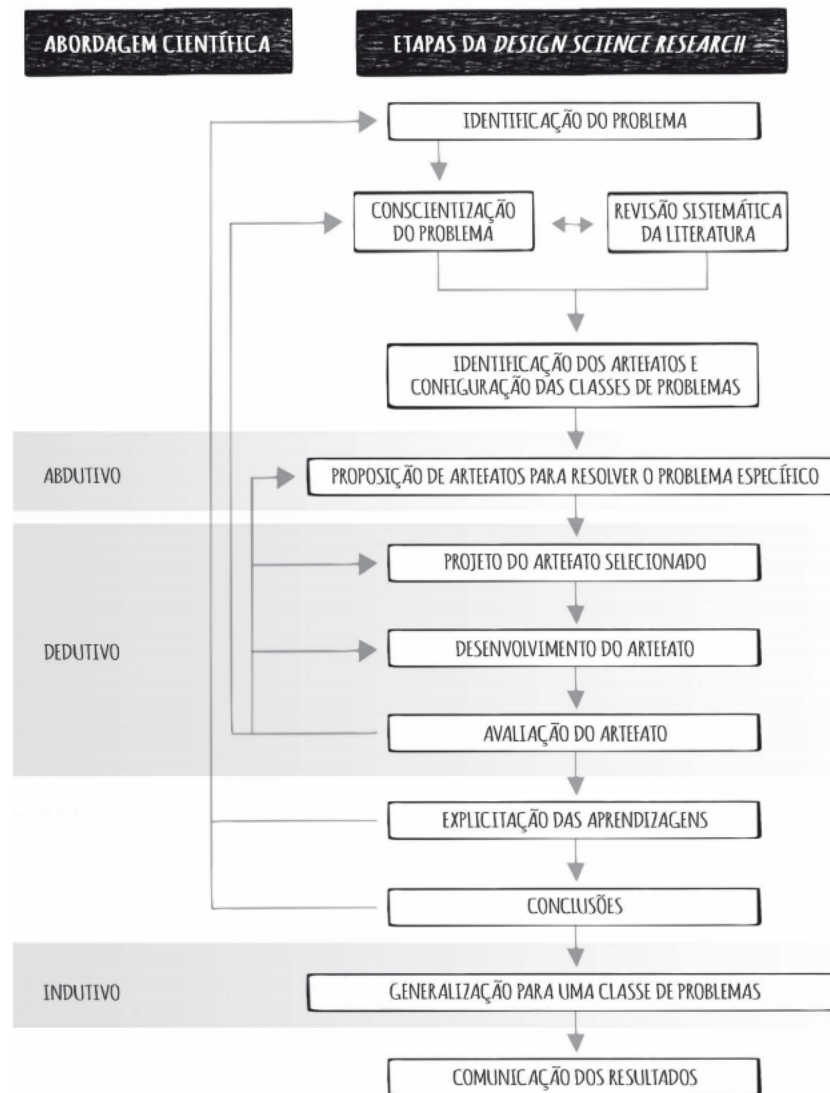 ABORDAGEM CIENTÍFICA
ETAPAS DA DESIGN SCIENCE RESEARCH
IDENTIFICAÇÃO DO PROBLEMA
CONSCIENTIZAÇÃO
DO PROBLEMA
REVISÃO SISTEMÁTICA
DA LITERATURA
IDENTIFICAÇÃO DOS ARTEFATOS E
CONFIGURAÇÃO DAS CLASSES DE PROBLEMAS
ABDUTIVO
PROPOSIÇÃO DE ARTEFATOS PARA RESOLVER O PROBLEMA ESPECÍFICO
PROJETO DO ARTEFATO SELECIONADO
DEDUTIVO
DESENVOLVIMENTO DO ARTEFATO
AVALIAÇÃO DO ARTEFATO
EXPLICITAÇÃO DAS APRENDIZAGENS
CONCLUSÕES
INDUTIVO
GENERALIZAÇÃO PARA UMA CLASSE DE PROBLEMAS
COMUNICAÇÃO DOS RESULTADOS